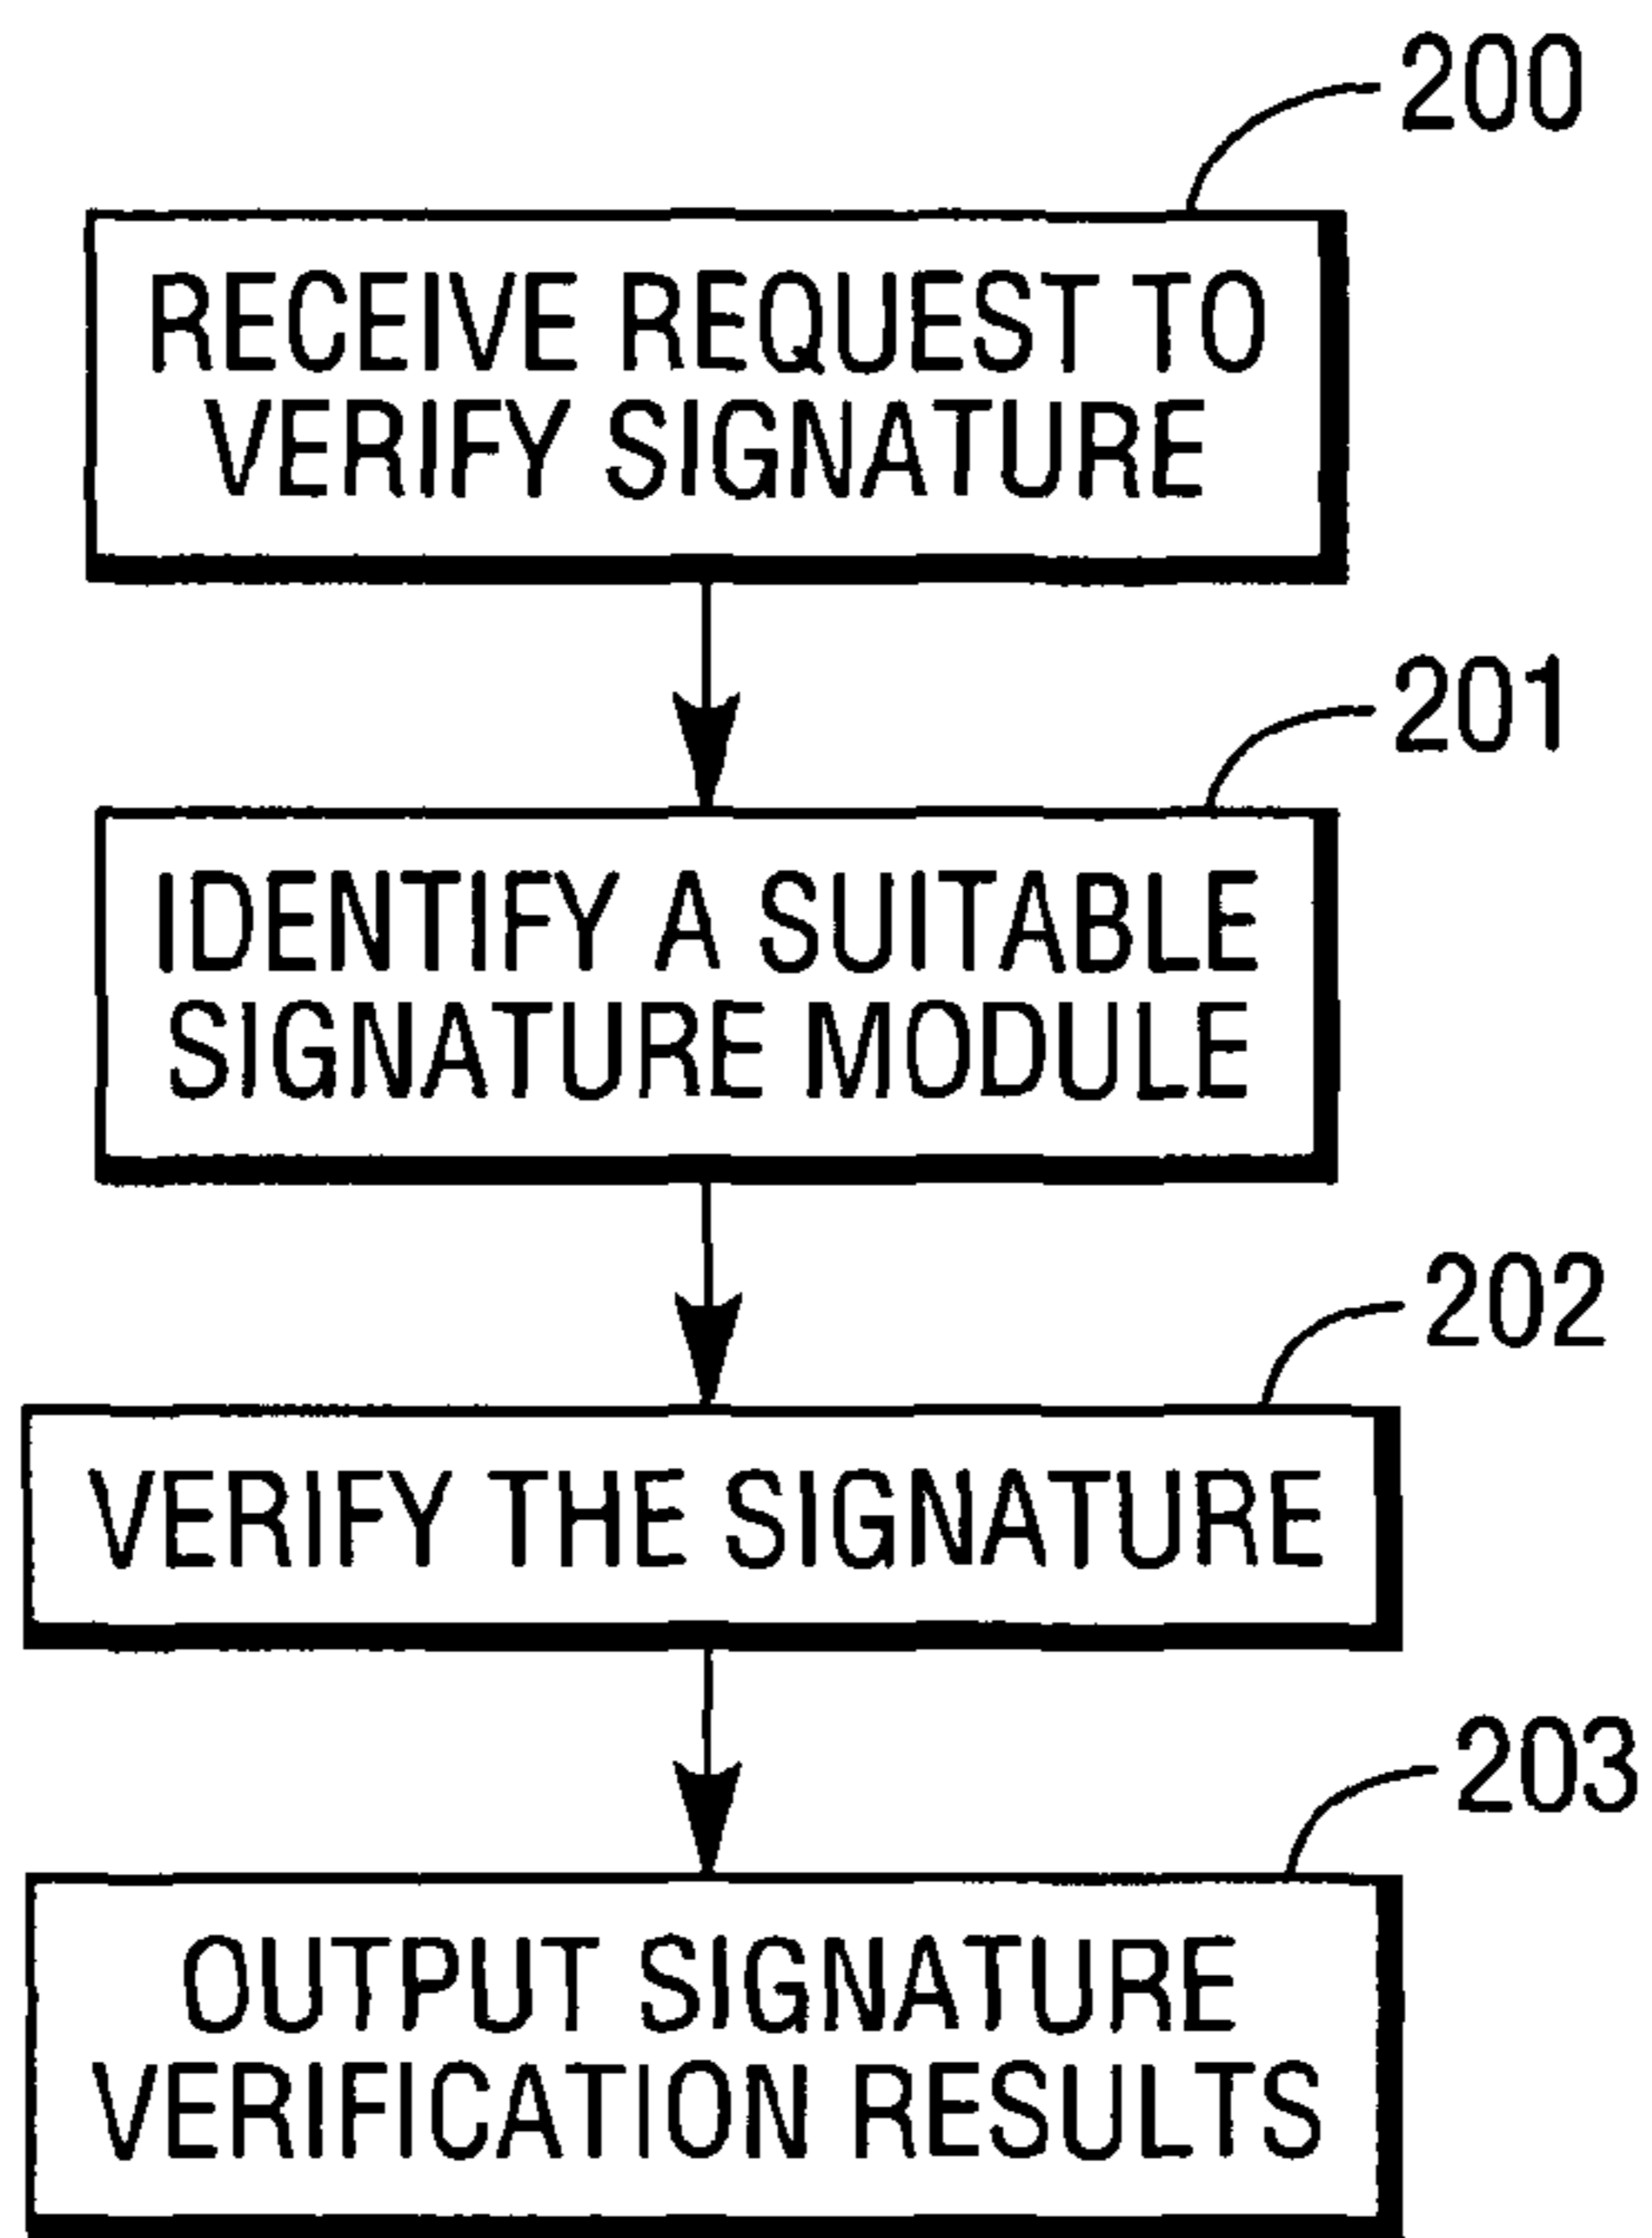 200
RECEIVE REQUEST TO
VERIFY SIGNATURE
201
IDENTIFY A SUITABLE
SIGNATURE MODULE
202
VERIFY THE SIGNATURE
203
OUTPUT SIGNATURE
VERIFICATION RESULTS